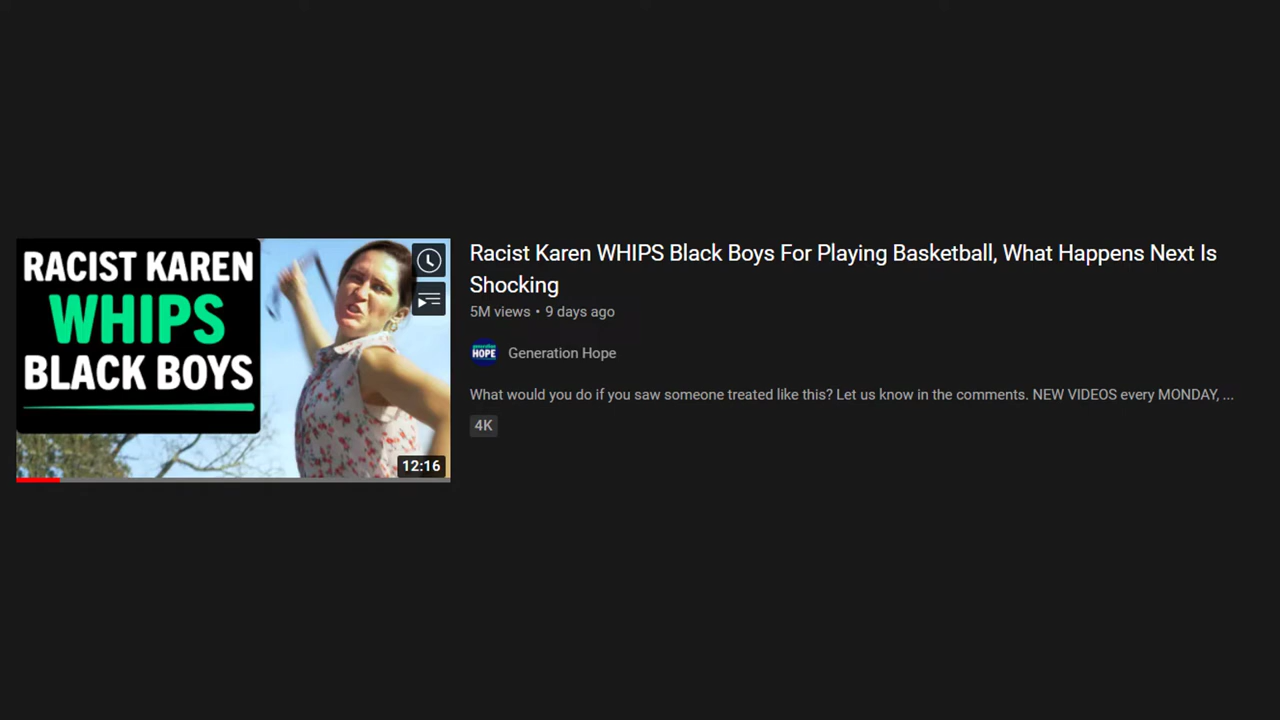 RACIST KAREN
WHIPS
BLACK BOYS
12:16
Racist Karen WHIPS Black Boys For Playing Basketball, What Happens Next Is
Shocking
5M views • 9 days ago
generation
HOPE
Generation Hope
What would you do if you saw someone treated like this? Let us know in the comments. NEW VIDEOS every MONDAY, ...
4K